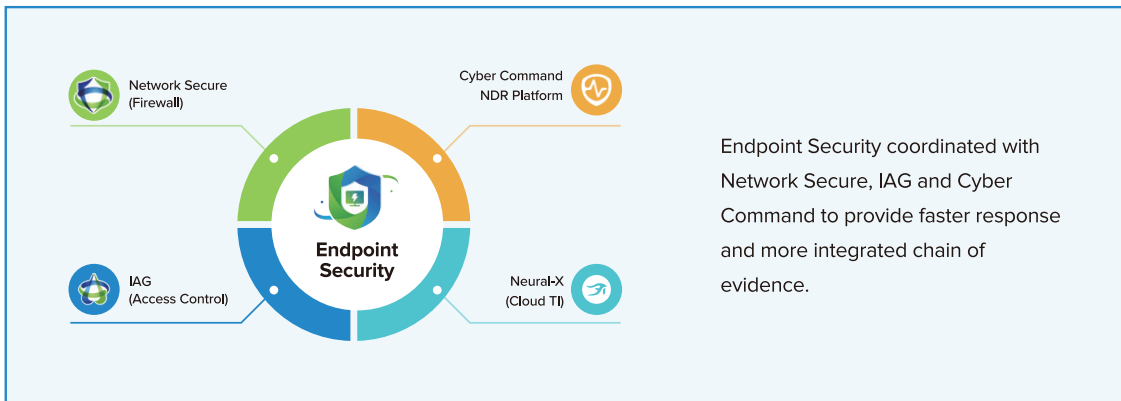 Network Secure
(Firewall)
Cyber Command
NDR Platform
Endpoint
Security
IAG
(Access Control)
Neural-X
(Cloud TI)
Endpoint Security coordinated with
Network Secure, IAG and Cyber
Command to provide faster response
and more integrated chain of
evidence.